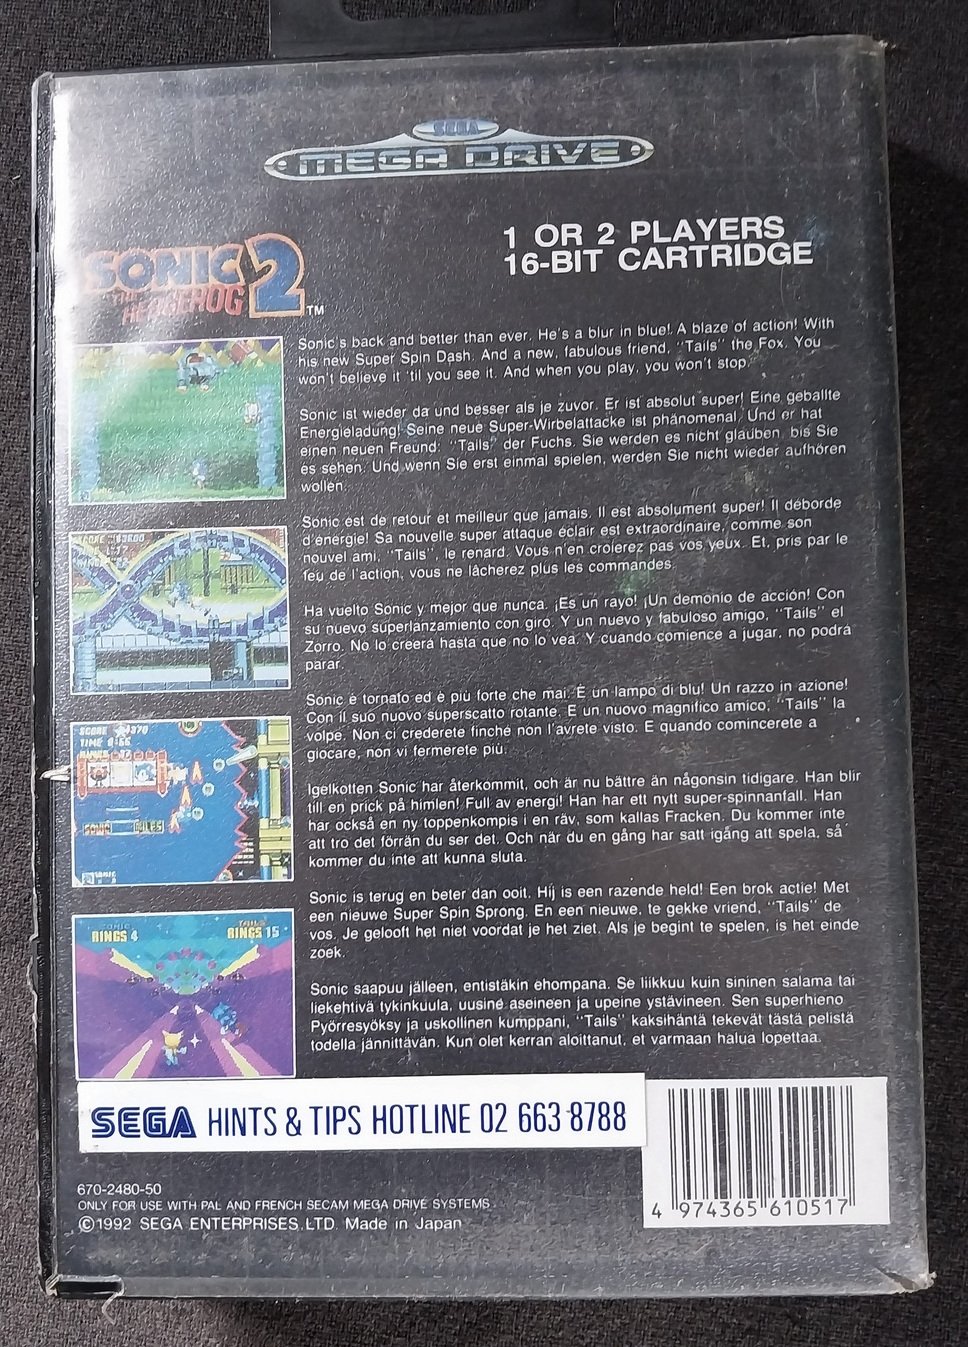 SEGA
MEGA DRIVE
1 OR 2 PLAYERS
16-BIT CARTRIDGE
SONIC 2
THE HEDGEHOG
TM
Sonic's back and better than ever. He's a blur in blue! A blaze of action! With
his new Super Spin Dash. And a new, fabulous friend, "Tails" the Fox. You
won't believe it 'til you see it. And when you play, you won't stop.
Sonic ist wieder da und besser als je zuvor. Er ist absolut super! Eine geballte
Energieladung! Seine neue Super-Wirbelattacke ist phänomenal. Und er hat
einen neuen Freund: "Tails" der Fuchs. Sie werden es nicht glauben, bis Sie
es sehen. Und wenn Sie erst einmal spielen, werden Sie nicht wieder aufhören
wollen.
Sonic est de retour et meilleur que jamais. Il est absolument super! Il déborde
d'énergie! Sa nouvelle super attaque éclair est extraordinaire, comme son
nouvel ami, "Tails", le renard. Vous n'en croierez pas vos yeux. Et, pris par le
feu de l'action, vous ne lâcherez plus les commandes.
Ha vuelto Sonic y mejor que nunca. ¡Es un rayo! ¡Un demonio de acción! Con
su nuevo superlanzamiento con giro. Y un nuevo y fabuloso amigo, "Tails" el
Zorro. No lo creerá hasta que no lo vea. Y cuando comience a jugar, no podrá
parar.
Sonic è tornato ed è più forte che mai. È un lampo di blu! Un razzo in azione!
Con il suo nuovo superscatto rotante. E un nuovo magnifico amico, "Tails" la
volpe. Non ci crederete finché non l'avrete visto. E quando comincerete a
giocare, non vi fermerete più.
Igelkotten Sonic har återkommit, och är nu bättre än någonsin tidigare. Han blir
till en prick på himlen! Full av energi! Han har ett nytt super-spinnanfall. Han
har också en ny toppenkompis i en räv, som kallas Fracken. Du kommer inte
att tro det förrän du ser det. Och när du en gång har satt igång att spela, så
kommer du inte att kunna sluta.
Sonic is terug en beter dan ooit. Hij is een razende held! Een brok actie! Met
een nieuwe Super Spin Sprong. En een nieuwe, te gekke vriend, "Tails" de
vos. Je gelooft het niet voordat je het ziet. Als je begint te spelen, is het einde
zoek.
Sonic saapuu jälleen, entistäkin ehompana. Se liikkuu kuin sininen salama tai
liekehtivä tykinkuula, uusine aseineen ja upeine ystävineen. Sen superhieno
Pyörresyöksy ja uskollinen kumppani, "Tails" kaksihäntä tekevät tästä pelistä
todella jännittävän. Kun olet kerran aloittanut, et varmaan halua lopettaa.
SCORE
TIME
SONIC
RINGS 4
TAILS
RINGS 15
SEGA HINTS & TIPS HOTLINE 02 663 8788
670-2480-50
ONLY FOR USE WITH PAL AND FRENCH SECAM MEGA DRIVE SYSTEMS.
©1992 SEGA ENTERPRISES, LTD. Made in Japan
4 974365 610517